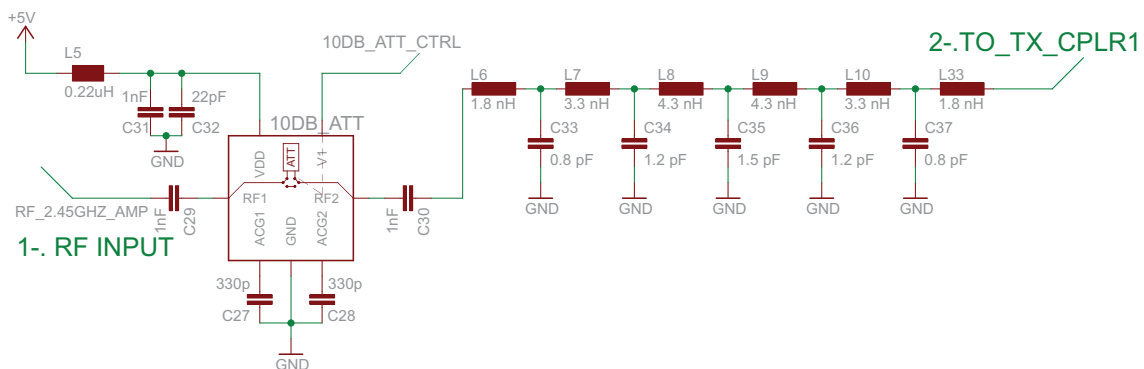 +5V
10DB_ATT_CTRL
2-.TO_TX_CPLR1
L5
0.22uH
L6
1.8 nH
L7
3.3 nH
L8
4.3 nH
L9
4.3 nH
L10
3.3 nH
L33
1.8 nH
1nF
C31
22pF
C32
GND
10DB_ATT
VDD
V1
ATT
RF1
RF2
ACG1
GND
ACG2
C33
0.8 pF
GND
C34
1.2 pF
GND
C35
1.5 pF
GND
C36
1.2 pF
GND
C37
0.8 pF
GND
RF_2.45GHZ_AMP
1nF
C29
1nF
C30
1-. RF INPUT
330p
C27
330p
C28
GND